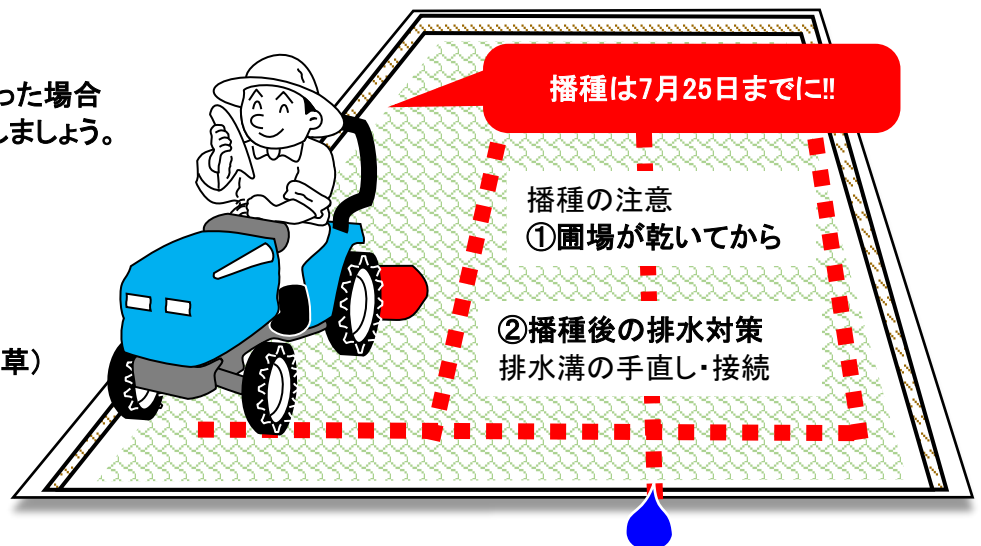 った場合
しましょう。
草）
播種は7月25日までに!!
播種の注意
①圃場が乾いてから
②播種後の排水対策
排水溝の手直し・接続